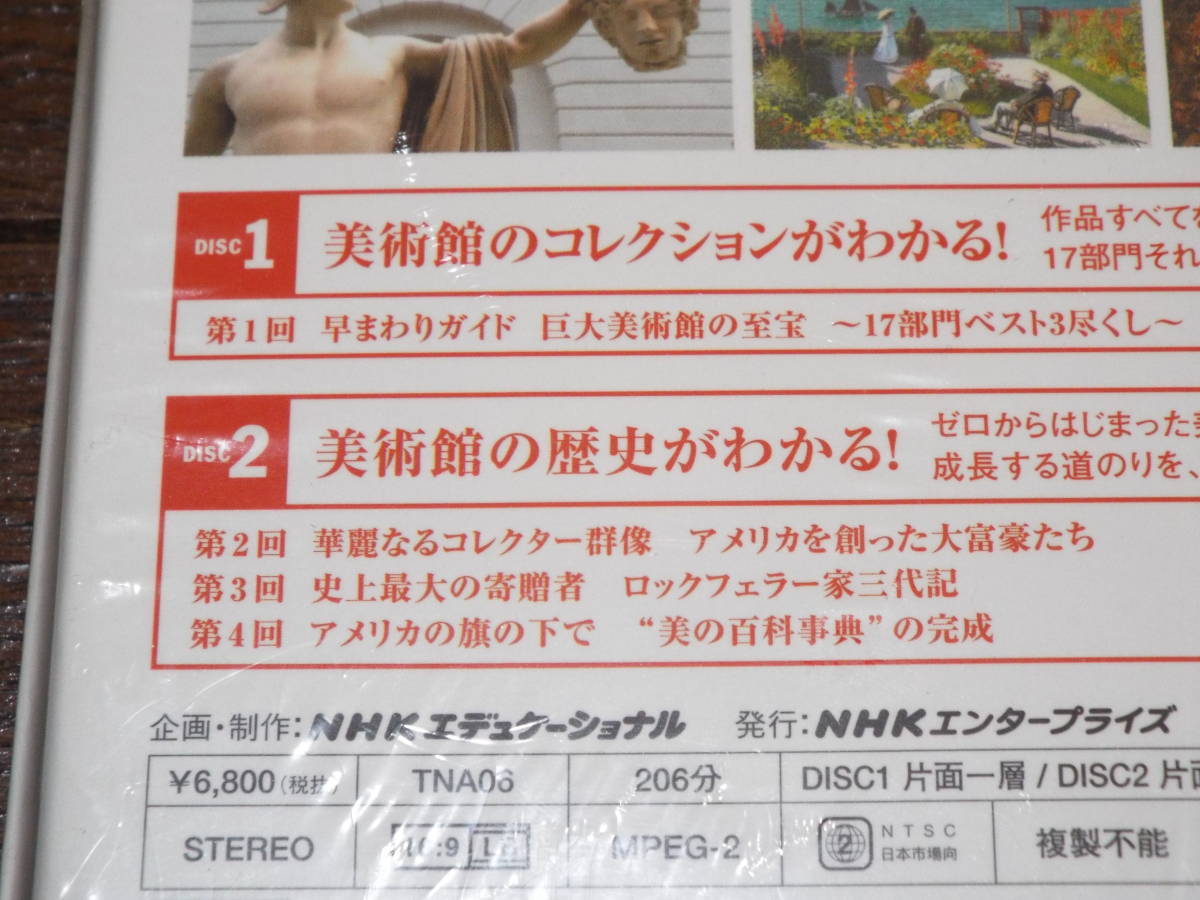 DISC1 美術館のコレクションがわかる!
作品すべて
17部門それ
第1回 早まわりガイド 巨大美術館の至宝 ～17部門ベスト3尽くし～
DISC2 美術館の歴史がわかる!
ゼロからはじまった
成長する道のりを、
第2回 華麗なるコレクター群像 アメリカを創った大富豪たち
第3回 史上最大の寄贈者 ロックフェラー家三代記
第4回 アメリカの旗の下で “美の百科事典”の完成
企画・制作:NHKエデュケーショナル 発行:NHKエンタープライズ
¥6,800(税抜) TNA06 206分 DISC1 片面一層 / DISC2 片面
STEREO 16:9 LB MPEG-2 2 NTSC 日本市場向 複製不能